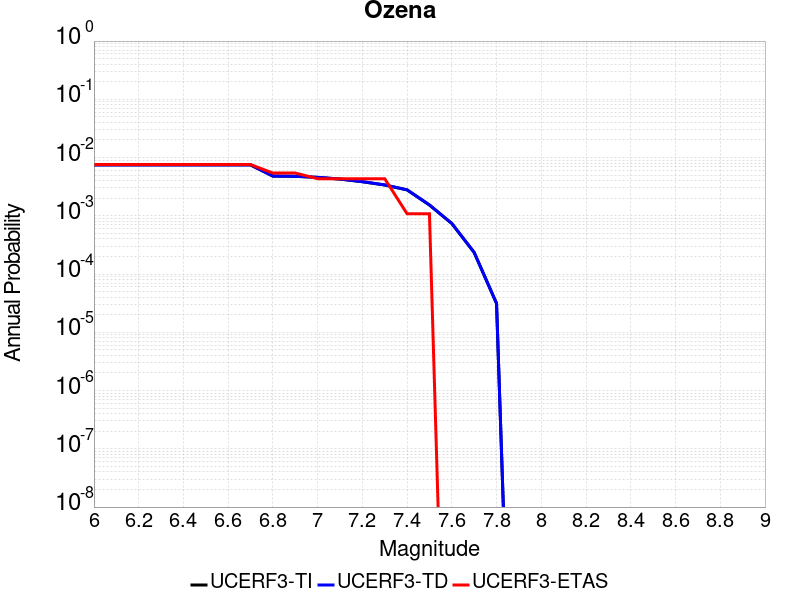 Ozena
10^0
10^-1
10^-2
10^-3
10^-4
10^-5
10^-6
10^-7
10^-8
Annual Probability
6 6.2 6.4 6.6 6.8 7 7.2 7.4 7.6 7.8 8 8.2 8.4 8.6 8.8 9
Magnitude
UCERF3-TI UCERF3-TD UCERF3-ETAS